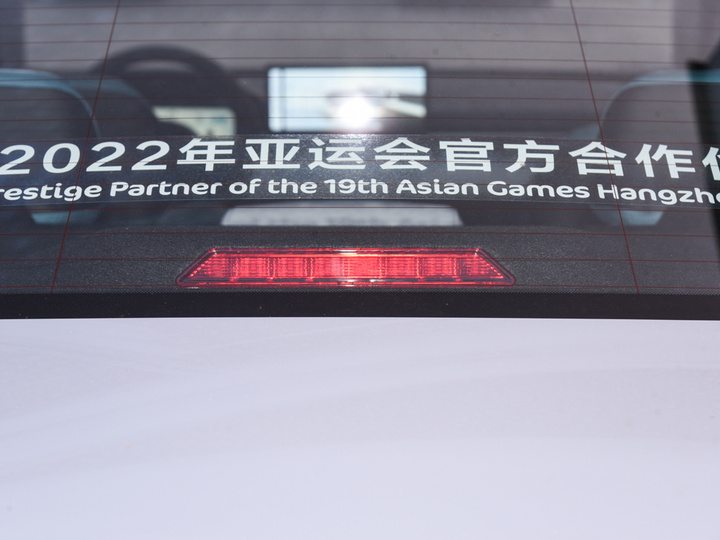 2022年亚运会官方合作
restige Partner of the 19th Asian Games Hangzho